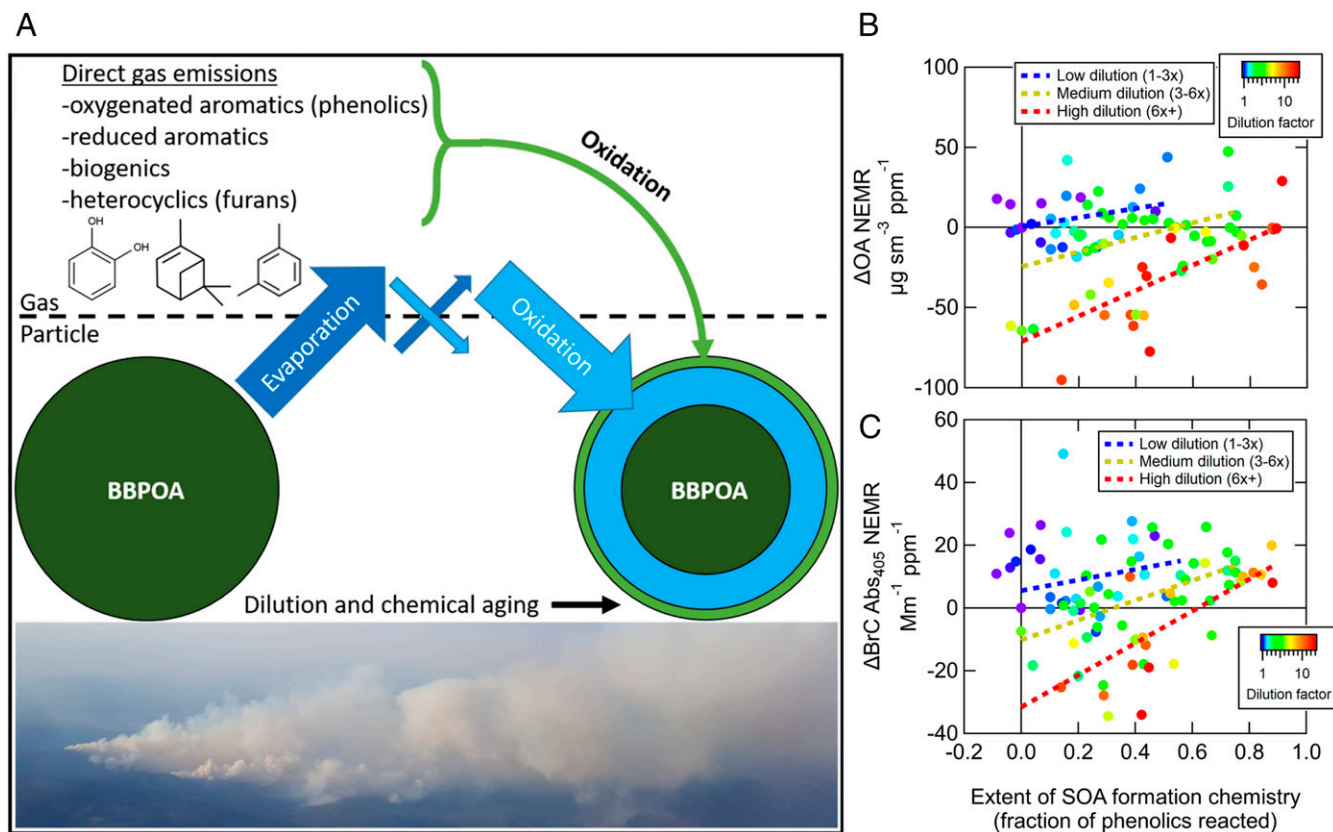 A
Direct gas emissions
-oxygenated aromatics (phenolics)
-reduced aromatics
-biogenics
-heterocyclics (furans)
OH
OH
Oxidation
Gas
Particle
Evaporation
Oxidation
BBPOA
BBPOA
Dilution and chemical aging
B
Low dilution (1-3x)
Medium dilution (3-6x)
High dilution (6x+)
1 10
Dilution factor
ΔOA NEMR
µg sm⁻³ ppm⁻¹
100
50
0
-50
-100
C
Low dilution (1-3x)
Medium dilution (3-6x)
High dilution (6x+)
1 10
Dilution factor
ΔBrC Abs₄₀₅ NEMR
Mm⁻¹ ppm⁻¹
60
40
20
0
-20
-40
-0.2 0.0 0.2 0.4 0.6 0.8 1.0
Extent of SOA formation chemistry
(fraction of phenolics reacted)